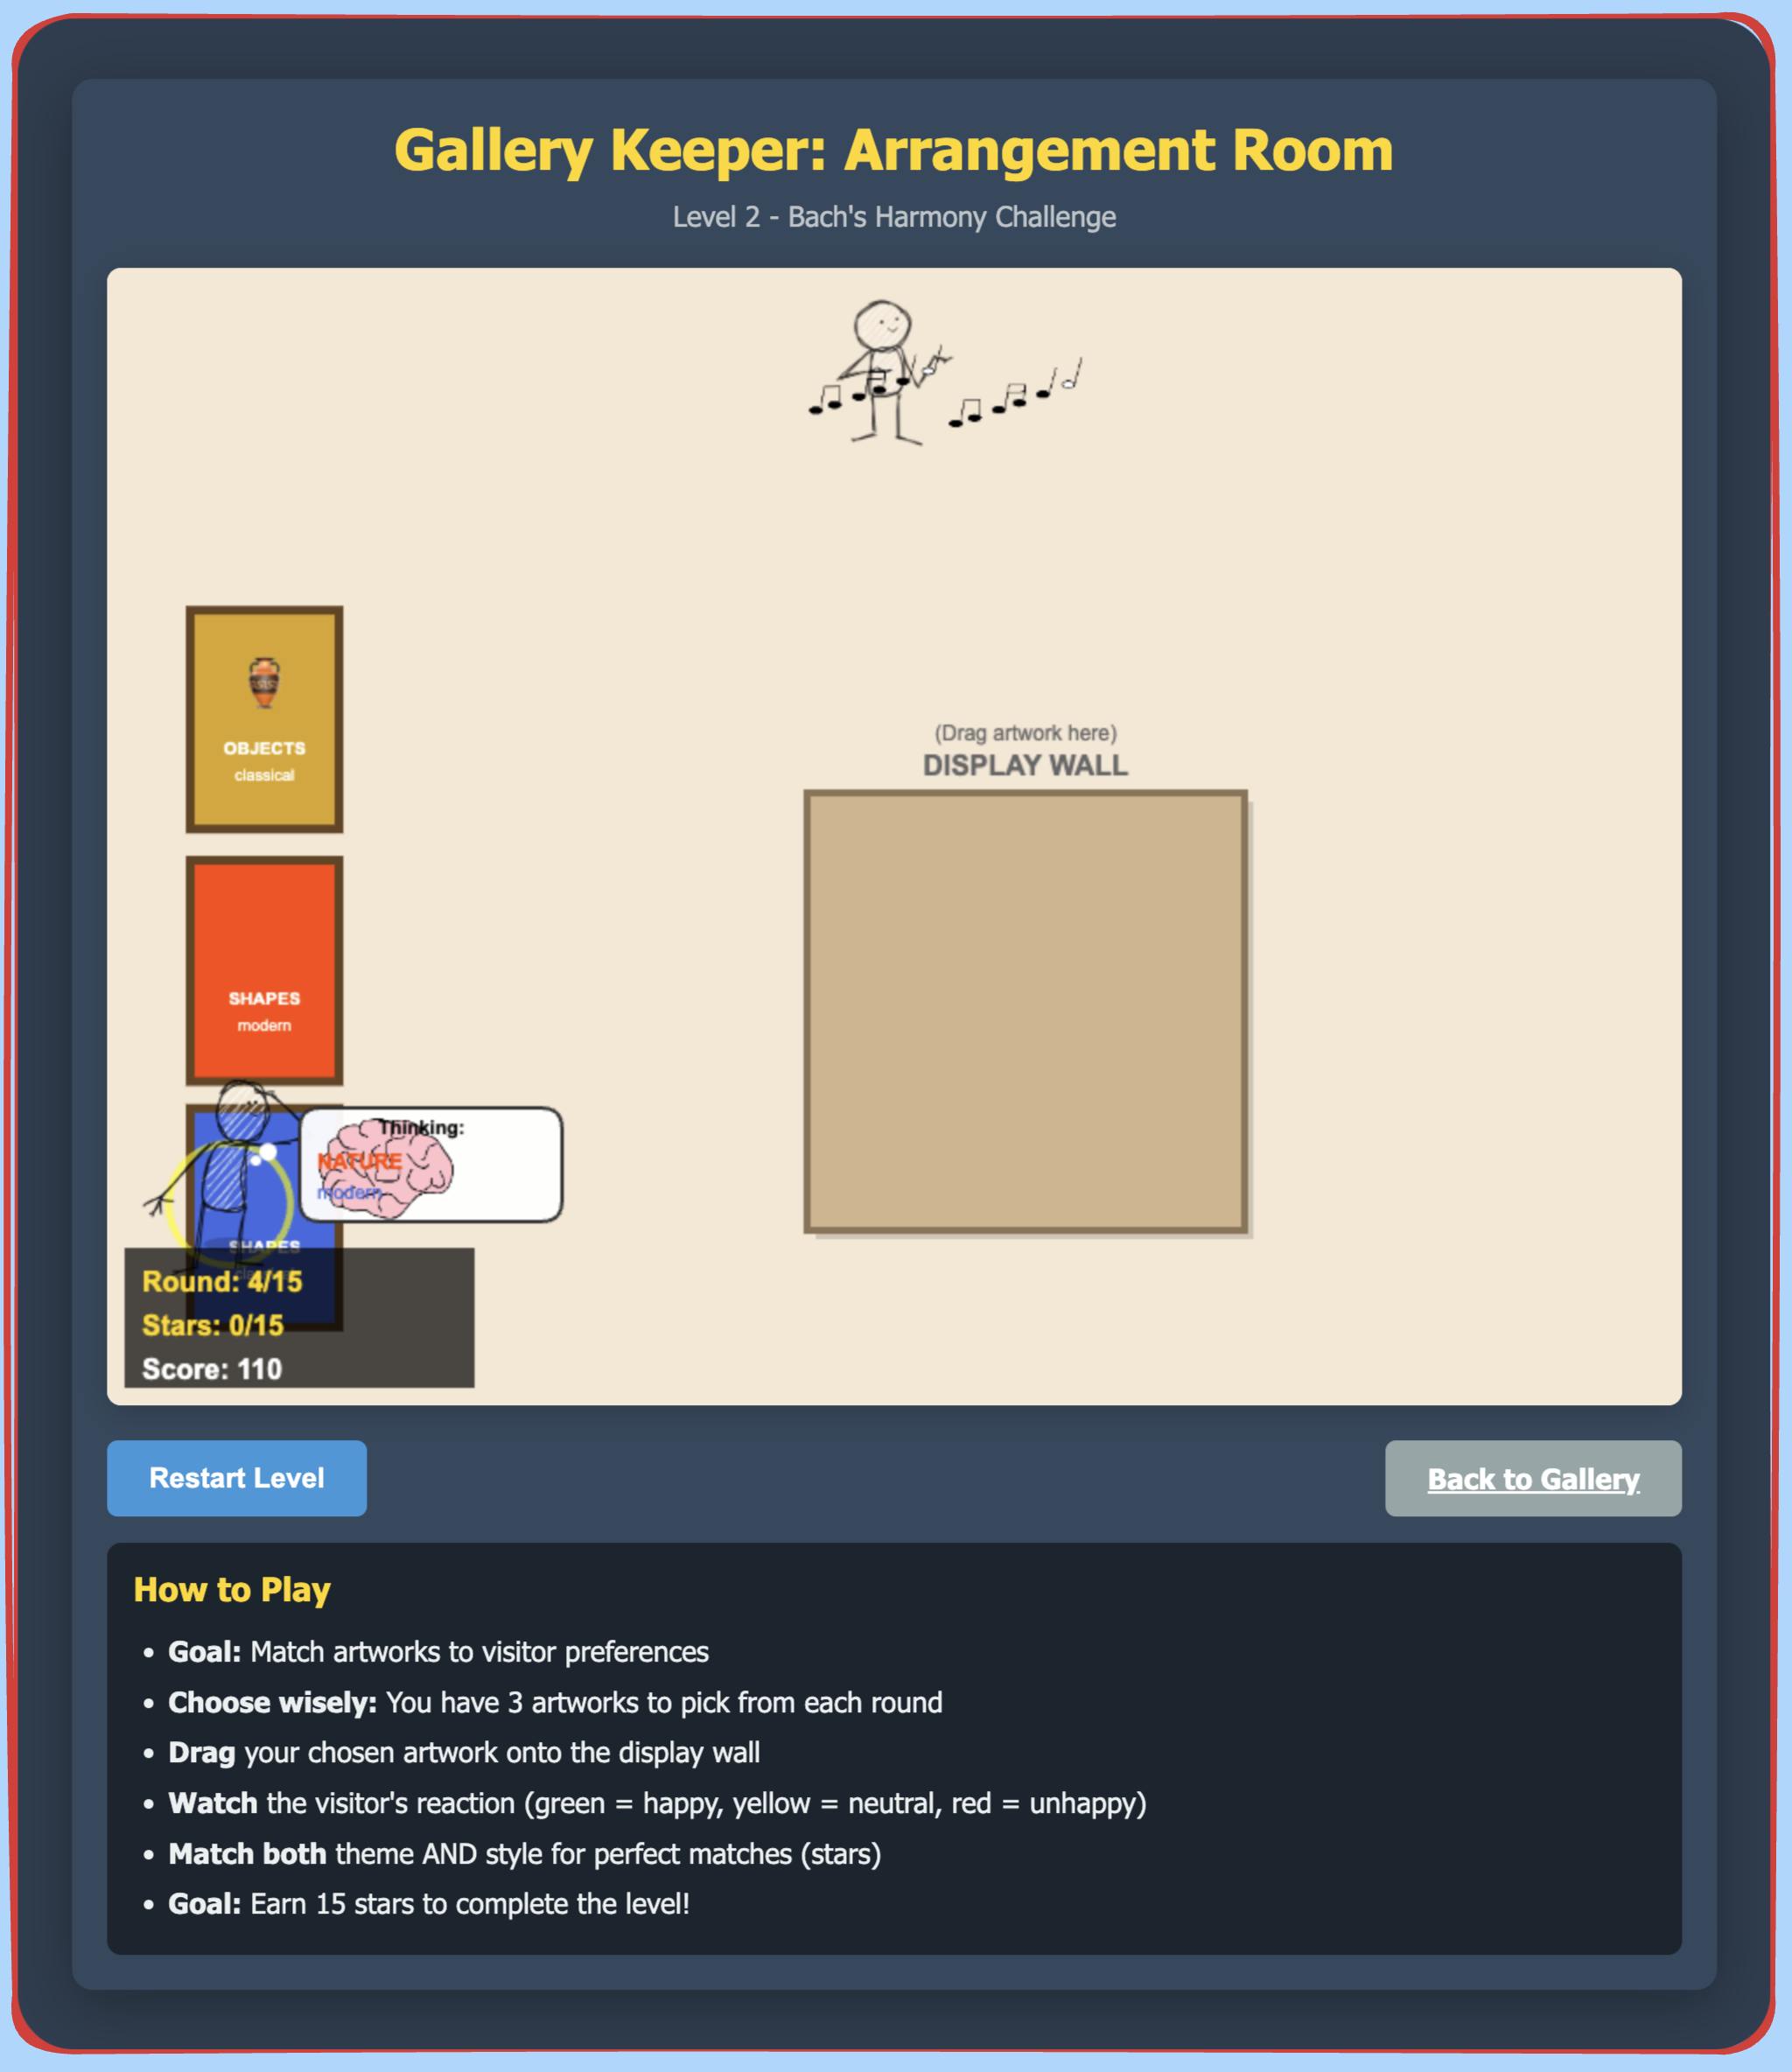 Gallery Keeper: Arrangement Room
Level 2 - Bach's Harmony Challenge
OBJECTS
classical
(Drag artwork here)
DISPLAY WALL
SHAPES
modern
Thinking:
NATURE
modern
SHAPES
Round: 4/15
Stars: 0/15
Score: 110
Restart Level
Back to Gallery
How to Play
• Goal: Match artworks to visitor preferences
• Choose wisely: You have 3 artworks to pick from each round
• Drag your chosen artwork onto the display wall
• Watch the visitor's reaction (green = happy, yellow = neutral, red = unhappy)
• Match both theme AND style for perfect matches (stars)
• Goal: Earn 15 stars to complete the level!